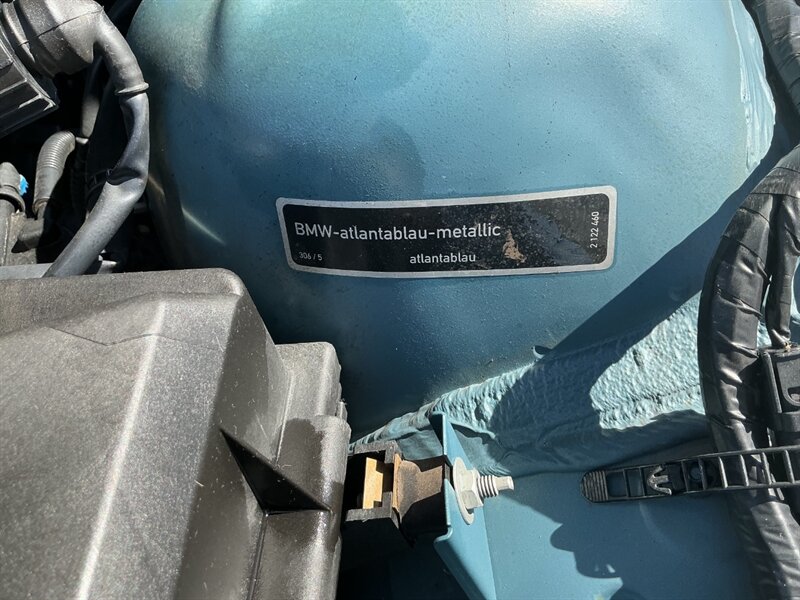 BMW-atlantablau-metallic
306 / 5
atlantablau
2 122 460